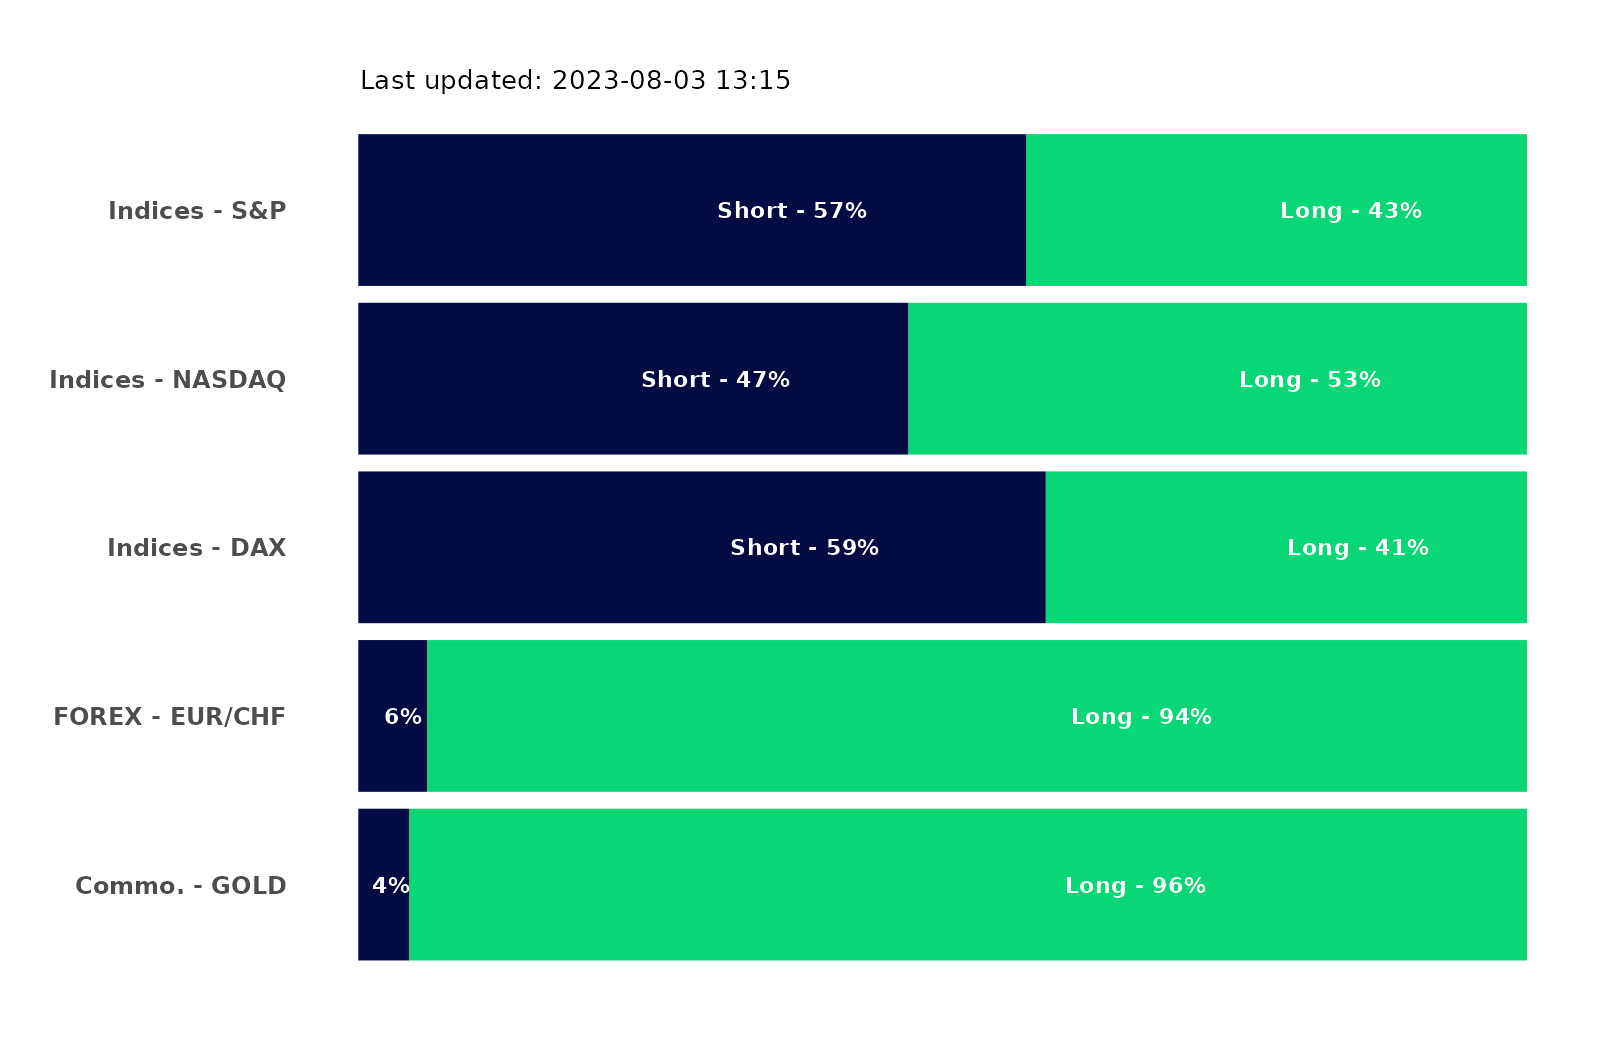 Last updated: 2023-08-03 13:15
Indices - S&P Short - 57% Long - 43%
Indices - NASDAQ Short - 47% Long - 53%
Indices - DAX Short - 59% Long - 41%
FOREX - EUR/CHF 6% Long - 94%
Commo. - GOLD 4% Long - 96%